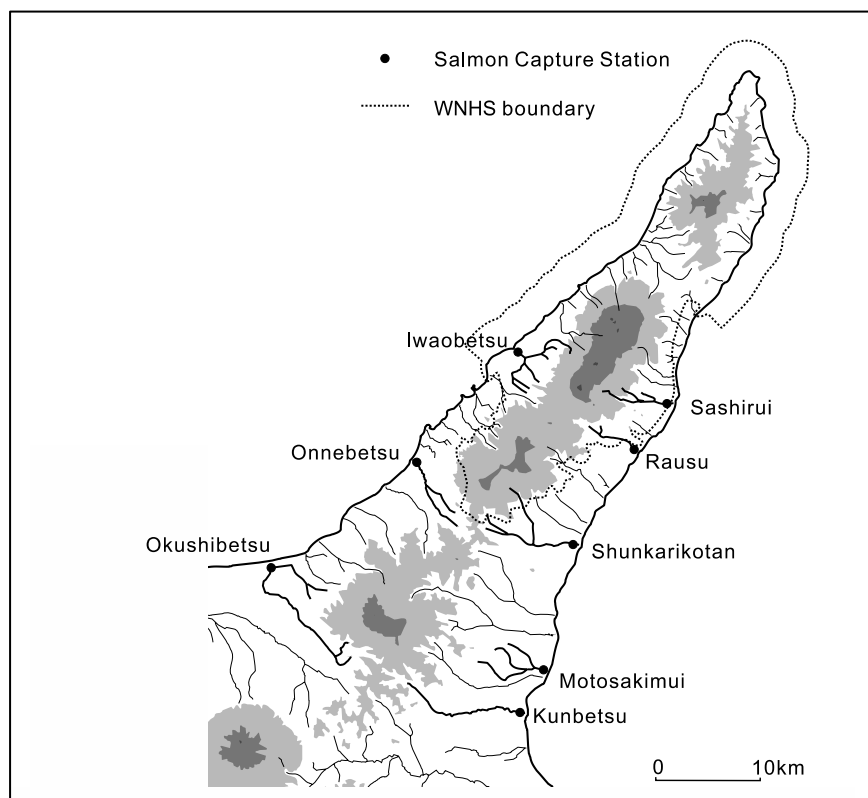 Salmon Capture Station
WNHS boundary
Iwaobetsu
Sashirui
Onnebetsu
Rausu
Okushibetsu
Shunkarikotan
Motosakimui
Kunbetsu
0 10km